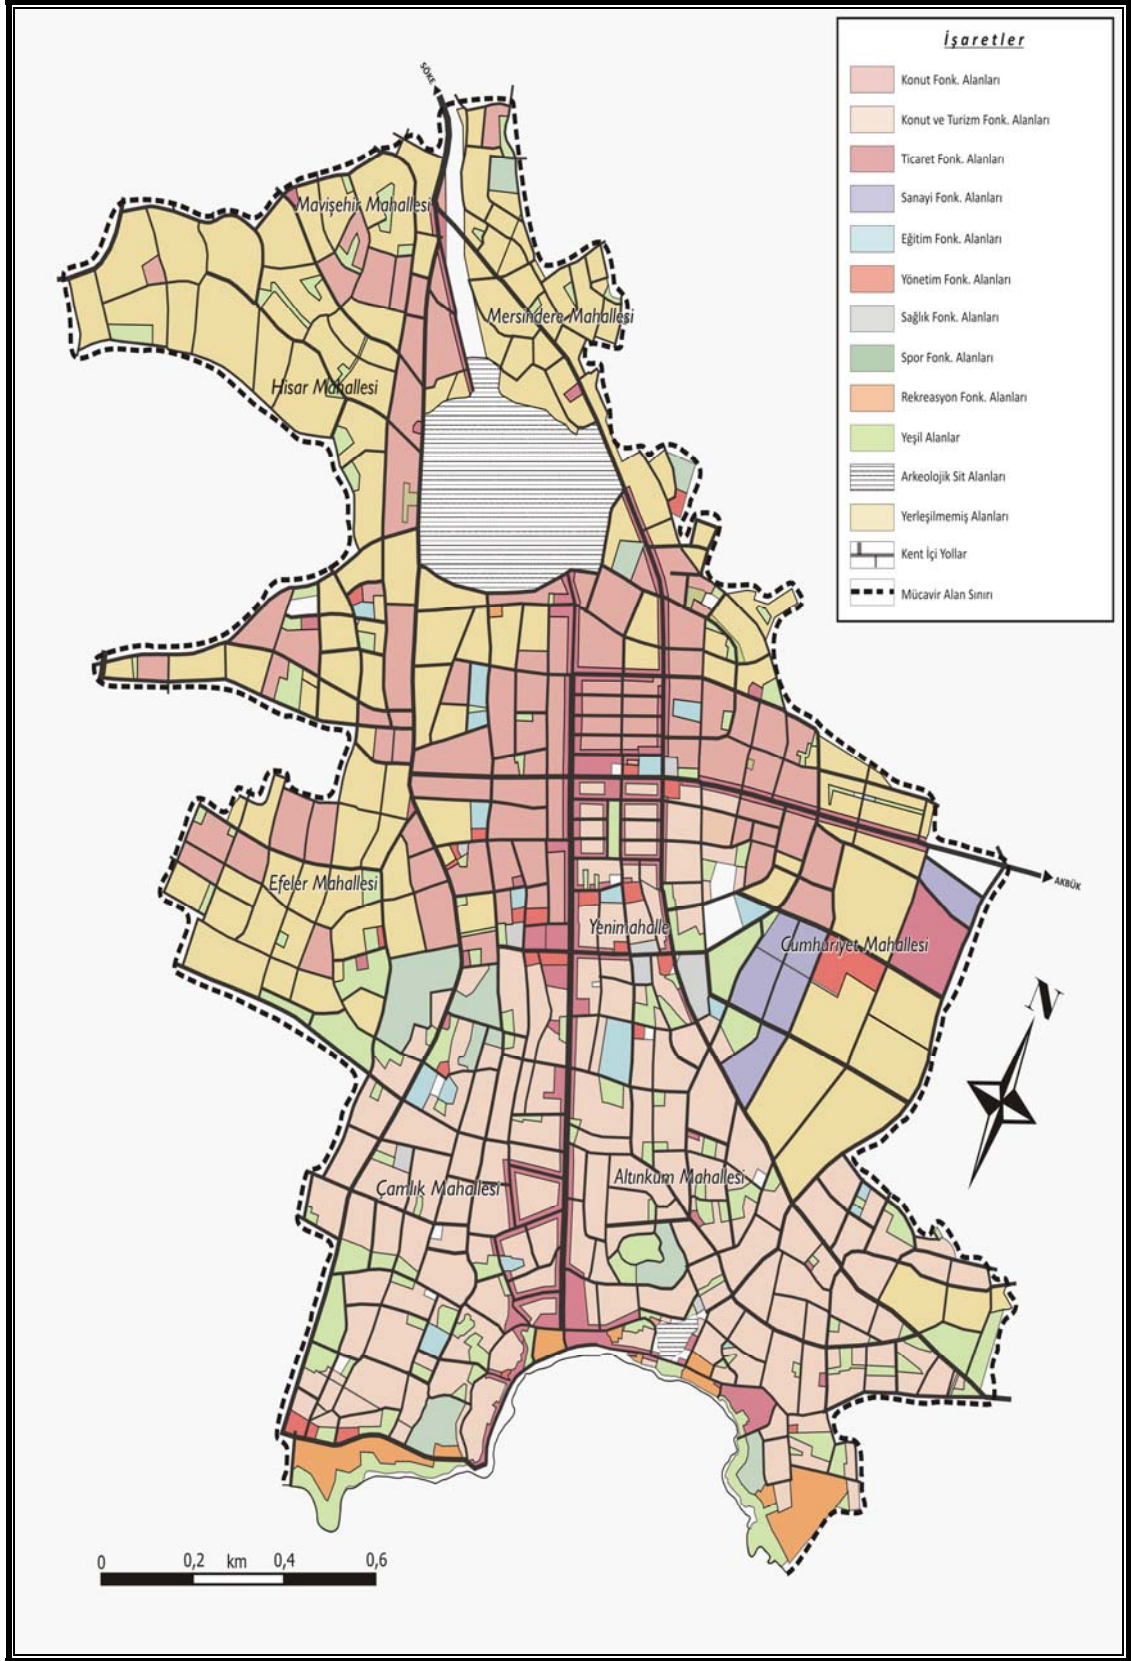 İşaretler
Konut Fonk. Alanları
Konut ve Turizm Fonk. Alanları
Ticaret Fonk. Alanları
Sanayi Fonk. Alanları
Eğitim Fonk. Alanları
Yönetim Fonk. Alanları
Sağlık Fonk. Alanları
Spor Fonk. Alanları
Rekreasyon Fonk. Alanları
Yeşil Alanlar
Arkeolojik Sit Alanları
Yerleşilmemiş Alanları
Kent İçi Yollar
Mücavir Alan Sınırı
SÖKE
Mavişehir Mahallesi
Mersindere Mahallesi
Hisar Mahallesi
Efeler Mahallesi
AKBÜK
Yenimahalle
Cumhuriyet Mahallesi
N
Altınkum Mahallesi
Çamlık Mahallesi
0 0,2 km 0,4 0,6